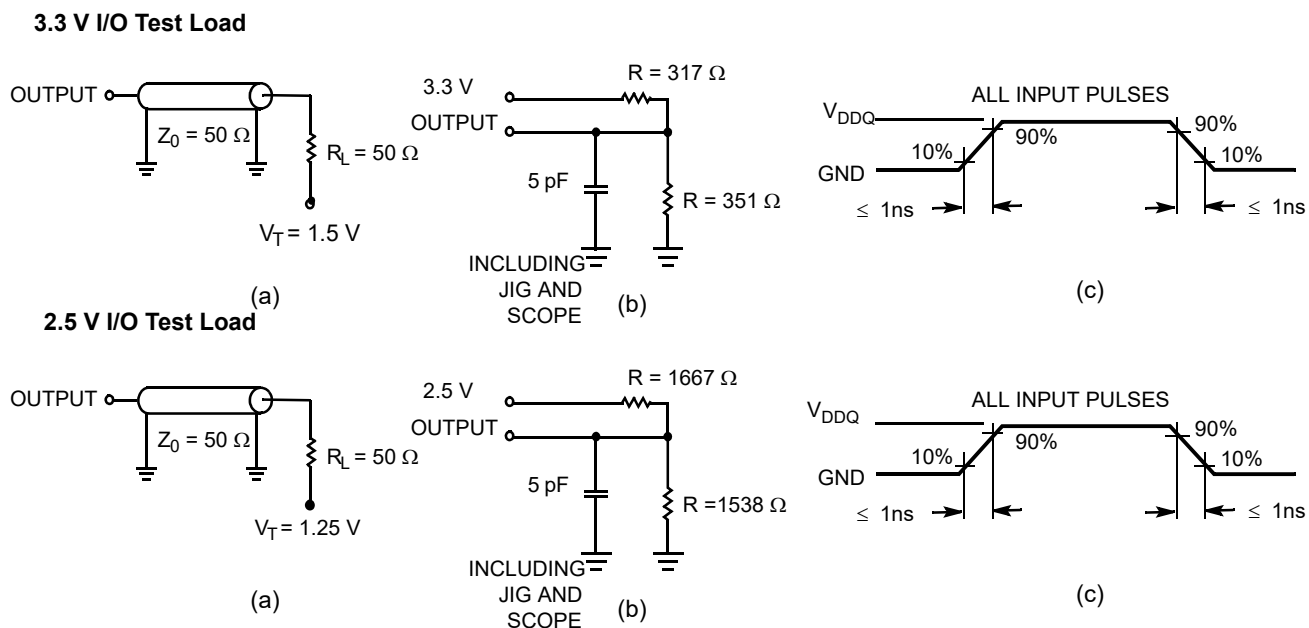 3.3 V I/O Test Load
OUTPUT
Z0 = 50 Ω
RL = 50 Ω
VT = 1.5 V
(a)
3.3 V
OUTPUT
R = 317 Ω
5 pF
R = 351 Ω
INCLUDING
JIG AND
SCOPE
(b)
ALL INPUT PULSES
VDDQ
GND
10%
90%
90%
10%
≤ 1ns
≤ 1ns
(c)
2.5 V I/O Test Load
OUTPUT
Z0 = 50 Ω
RL = 50 Ω
VT = 1.25 V
(a)
2.5 V
OUTPUT
R = 1667 Ω
5 pF
R =1538 Ω
INCLUDING
JIG AND
SCOPE
(b)
ALL INPUT PULSES
VDDQ
GND
10%
90%
90%
10%
≤ 1ns
≤ 1ns
(c)